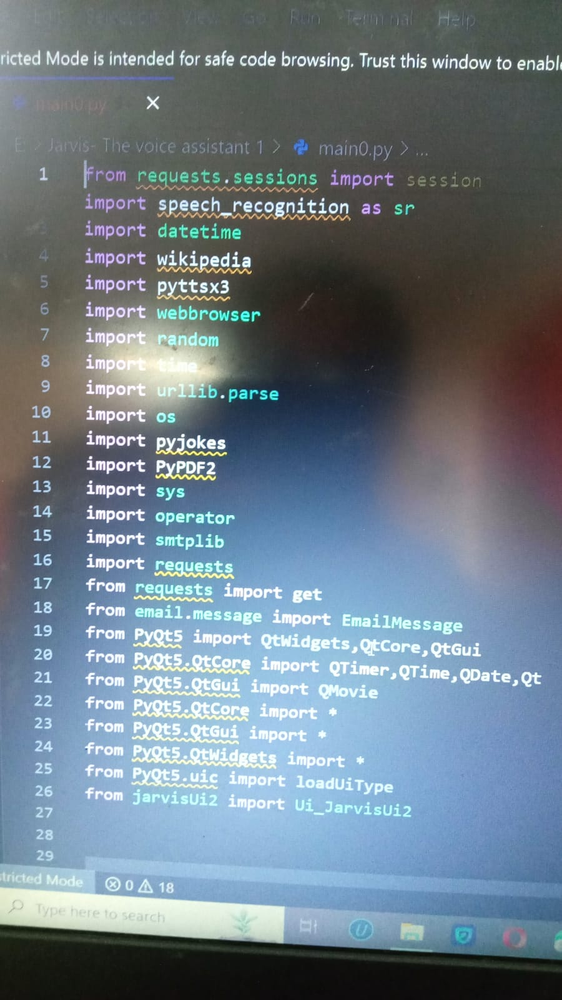 Edit Selection View Go Run Terminal Help
ricted Mode is intended for safe code browsing. Trust this window to enable
main0.py
E: > Jarvis- The voice assistant 1 > main0.py > ...
1 from requests.sessions import session
import speech_recognition as sr
3 import datetime
4 import wikipedia
5 import pyttsx3
6 import webbrowser
7 import random
8 import time
9 import urllib.parse
10 import os
11 import pyjokes
12 import PyPDF2
13 import sys
14 import operator
15 import smtplib
16 import requests
17 from requests import get
18 from email.message import EmailMessage
19 from PyQt5 import QtWidgets,QtCore,QtGui
20 from PyQt5.QtCore import QTimer,QTime,QDate,Qt
21 from PyQt5.QtGui import QMovie
22 from PyQt5.QtCore import *
23 from PyQt5.QtGui import *
24 from PyQt5.QtWidgets import *
25 from PyQt5.uic import loadUiType
26 from jarvisUi2 import Ui_JarvisUi2
27
28
29
stricted Mode 0 18
Type here to search